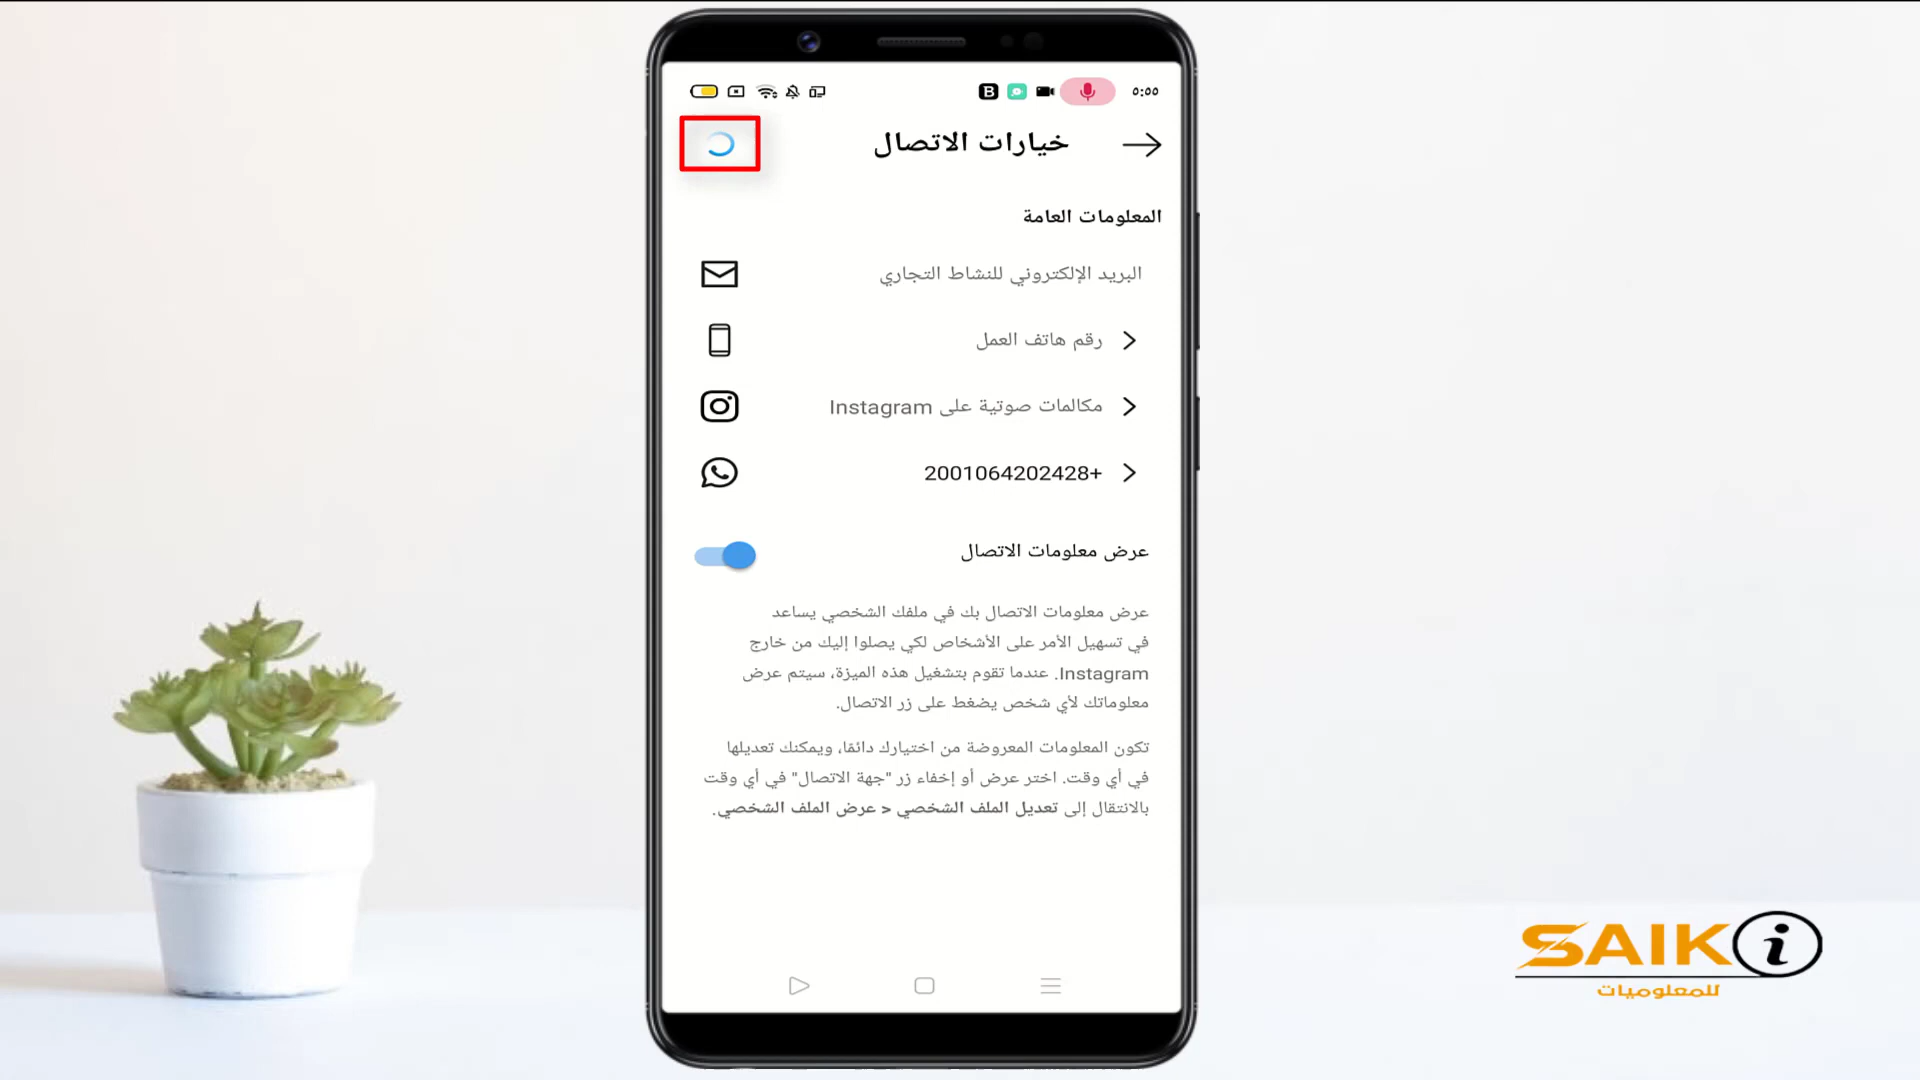 ٥:٥٥
خيارات الاتصال
المعلومات العامة
البريد الإلكتروني للنشاط التجاري
رقم هاتف العمل
مكالمات صوتية على Instagram
+2001064202428
عرض معلومات الاتصال
عرض معلومات الاتصال بك في ملفك الشخصي يساعد
في تسهيل الأمر على الأشخاص لكي يصلوا إليك من خارج
Instagram. عندما تقوم بتشغيل هذه الميزة، سيتم عرض
معلوماتك لأي شخص يضغط على زر الاتصال.
تكون المعلومات المعروضة من اختيارك دائمًا، ويمكنك تعديلها
في أي وقت. اختر عرض أو إخفاء زر "جهة الاتصال" في أي وقت
بالانتقال إلى تعديل الملف الشخصي < عرض الملف الشخصي.
SAIKi
للمعلوميات